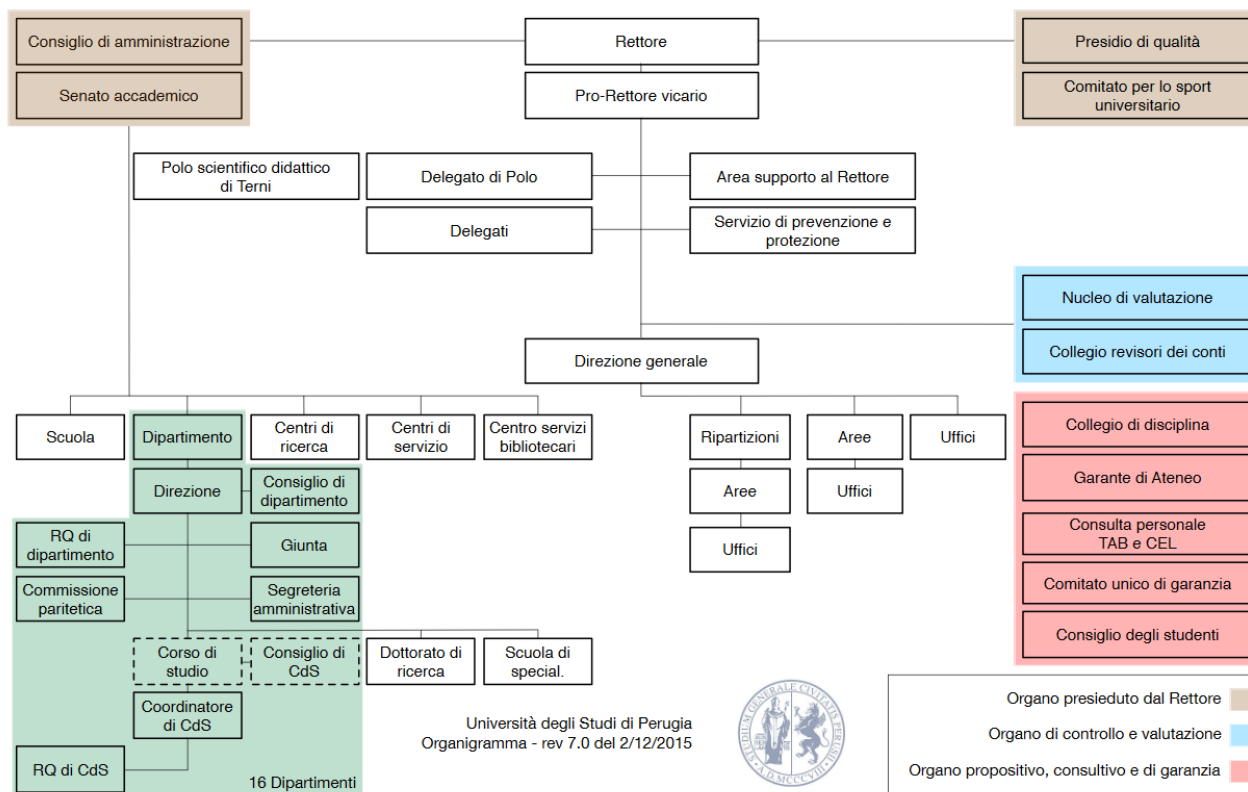 Consiglio di amministrazione
Rettore
Presidio di qualità
Senato accademico
Pro-Rettore vicario
Comitato per lo sport
universitario
Polo scientifico didattico
di Terni
Delegato di Polo
Area supporto al Rettore
Delegati
Servizio di prevenzione e
protezione
Nucleo di valutazione
Collegio revisori dei conti
Direzione generale
Scuola
Dipartimento
Centri di
ricerca
Centri di
servizio
Centro servizi
bibliotecari
Ripartizioni
Aree
Uffici
Collegio di disciplina
Direzione
Consiglio di
dipartimento
Aree
Uffici
Garante di Ateneo
RQ di
dipartimento
Giunta
Uffici
Consulta personale
TAB e CEL
Commissione
paritetica
Segreteria
amministrativa
Comitato unico di garanzia
Corso di
studio
Consiglio di
CdS
Dottorato di
ricerca
Scuola di
special.
Consiglio degli studenti
Coordinatore
di CdS
RQ di CdS
16 Dipartimenti
Università degli Studi di Perugia
Organigramma - rev 7.0 del 2/12/2015
STUDIUM GENERALE CIVITATIS PERUSII
A.D. MCCCVIII
Organo presieduto dal Rettore
Organo di controllo e valutazione
Organo propositivo, consultivo e di garanzia